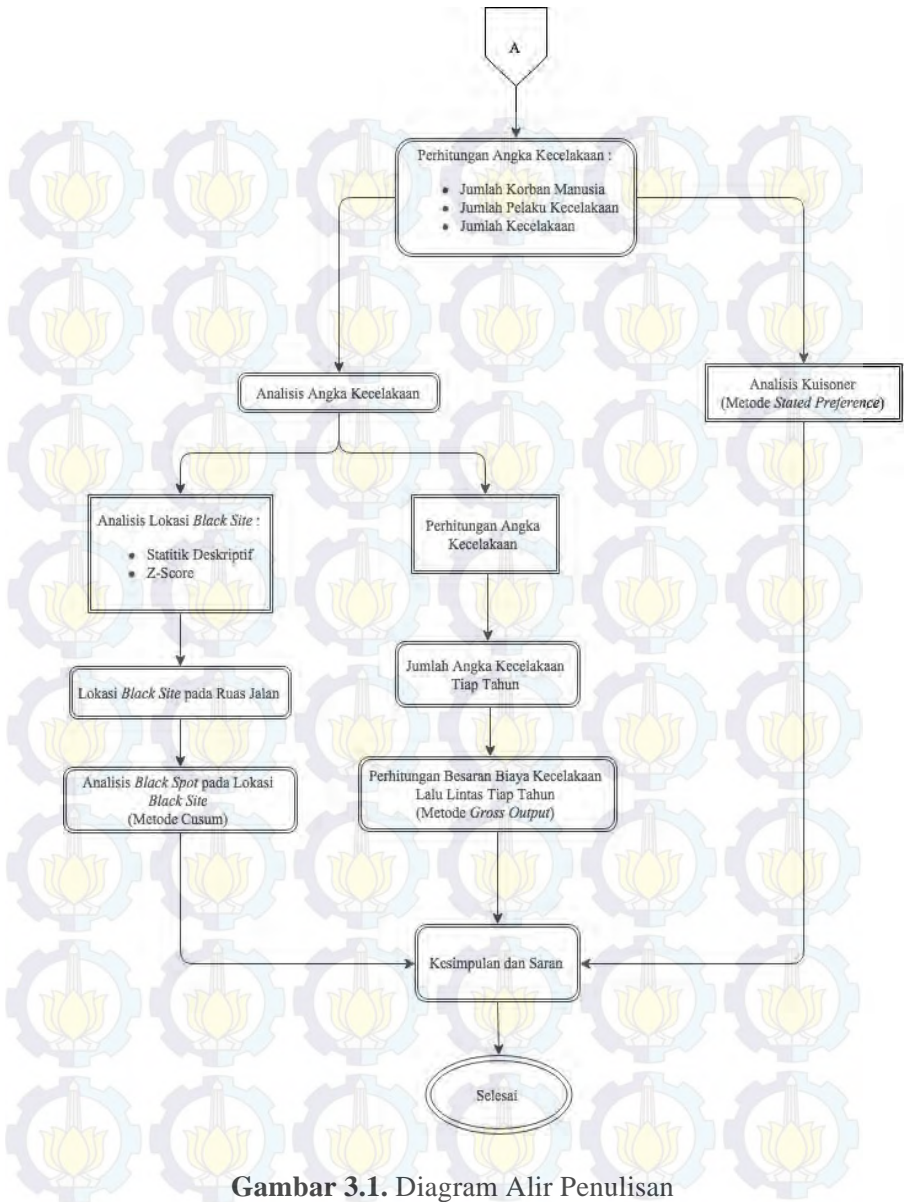 A
Perhitungan Angka Kecelakaan :
• Jumlah Korban Manusia
• Jumlah Pelaku Kecelakaan
• Jumlah Kecelakaan
Analisis Angka Kecelakaan
Analisis Kuisoner
(Metode Stated Preference)
Analisis Lokasi Black Site :
• Statitik Deskriptif
• Z-Score
Perhitungan Angka
Kecelakaan
Lokasi Black Site pada Ruas Jalan
Jumlah Angka Kecelakaan
Tiap Tahun
Analisis Black Spot pada Lokasi
Black Site
(Metode Cusum)
Perhitungan Besaran Biaya Kecelakaan
Lalu Lintas Tiap Tahun
(Metode Gross Output)
Kesimpulan dan Saran
Selesai
Gambar 3.1. Diagram Alir Penulisan